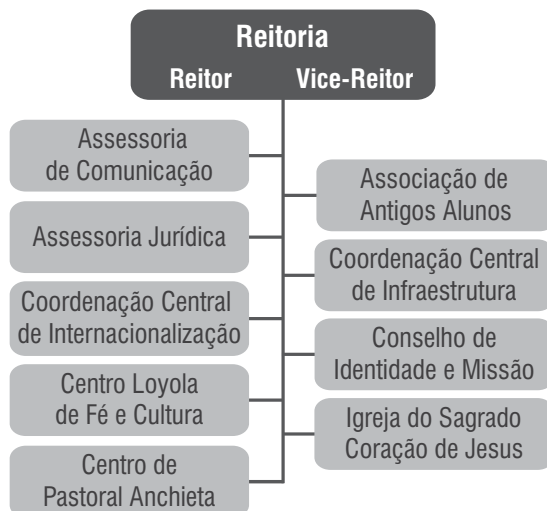 Reitoria
Reitor Vice-Reitor
Assessoria
de Comunicação
Assessoria Jurídica
Coordenação Central
de Internacionalização
Centro Loyola
de Fé e Cultura
Centro de
Pastoral Anchieta
Associação de
Antigos Alunos
Coordenação Central
de Infraestrutura
Conselho de
Identidade e Missão
Igreja do Sagrado
Coração de Jesus